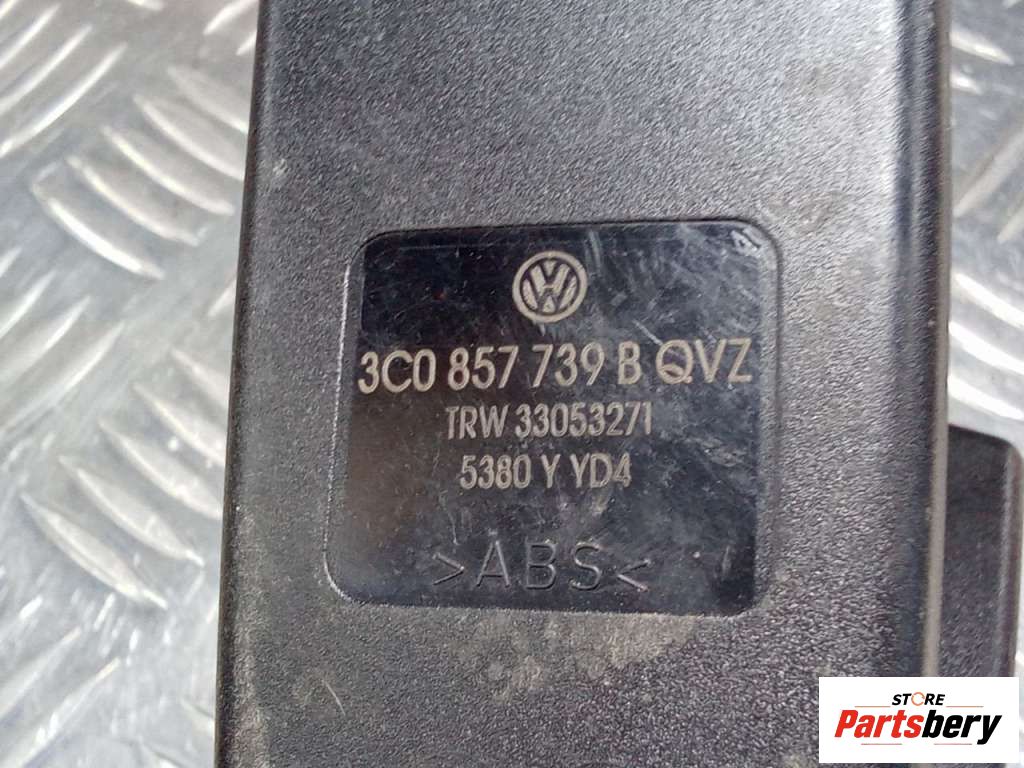 3C0 857 739 B QVZ
TRW 33053271
5380 Y YD4
>ABS<
STORE
Partsbery